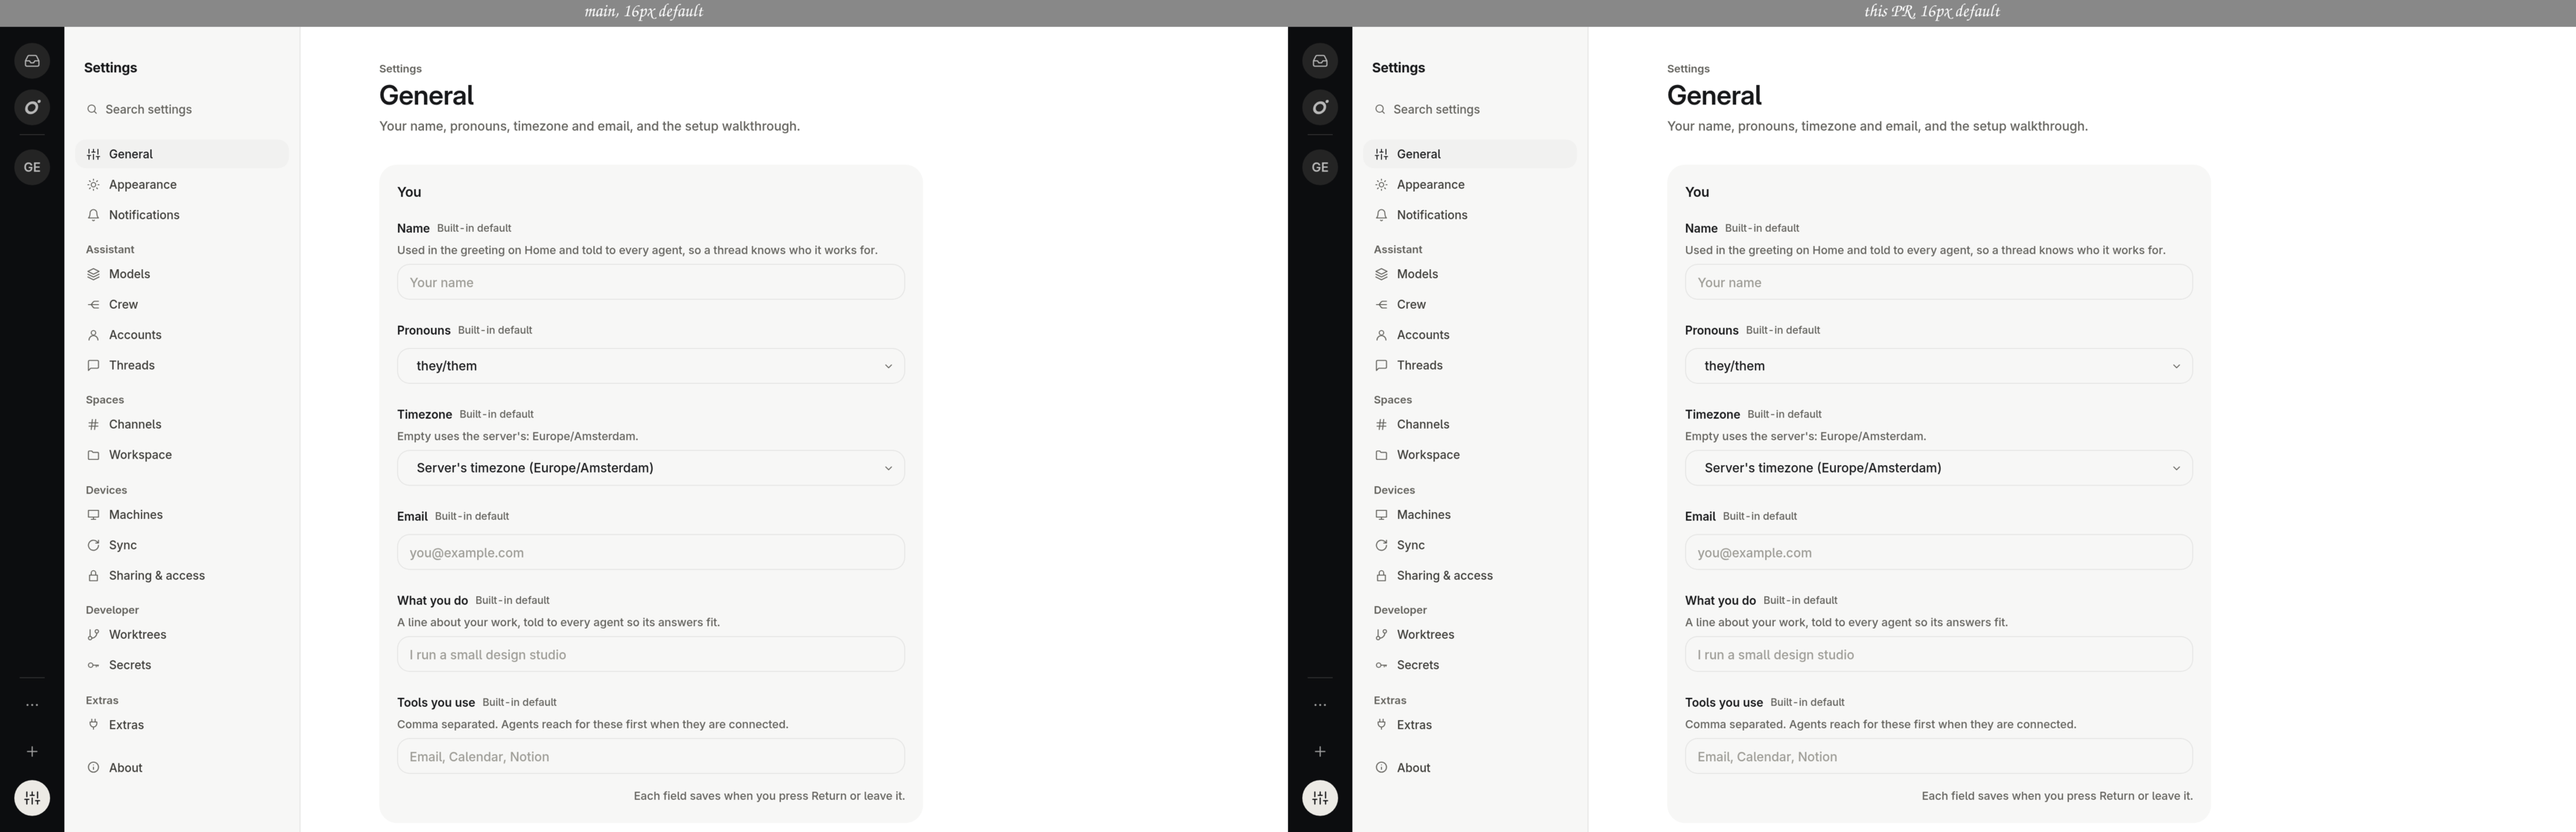 main, 16px default
GE
Settings
Search settings
General
Appearance
Notifications
Assistant
Models
Crew
Accounts
Threads
Spaces
Channels
Workspace
Devices
Machines
Sync
Sharing & access
Developer
Worktrees
Secrets
Extras
Extras
About
Settings
General
Your name, pronouns, timezone and email, and the setup walkthrough.
You
Name Built-in default
Used in the greeting on Home and told to every agent, so a thread knows who it works for.
Your name
Pronouns Built-in default
they/them
Timezone Built-in default
Empty uses the server's: Europe/Amsterdam.
Server's timezone (Europe/Amsterdam)
Email Built-in default
you@example.com
What you do Built-in default
A line about your work, told to every agent so its answers fit.
I run a small design studio
Tools you use Built-in default
Comma separated. Agents reach for these first when they are connected.
Email, Calendar, Notion
Each field saves when you press Return or leave it.
this PR, 16px default
GE
Settings
Search settings
General
Appearance
Notifications
Assistant
Models
Crew
Accounts
Threads
Spaces
Channels
Workspace
Devices
Machines
Sync
Sharing & access
Developer
Worktrees
Secrets
Extras
Extras
About
Settings
General
Your name, pronouns, timezone and email, and the setup walkthrough.
You
Name Built-in default
Used in the greeting on Home and told to every agent, so a thread knows who it works for.
Your name
Pronouns Built-in default
they/them
Timezone Built-in default
Empty uses the server's: Europe/Amsterdam.
Server's timezone (Europe/Amsterdam)
Email Built-in default
you@example.com
What you do Built-in default
A line about your work, told to every agent so its answers fit.
I run a small design studio
Tools you use Built-in default
Comma separated. Agents reach for these first when they are connected.
Email, Calendar, Notion
Each field saves when you press Return or leave it.